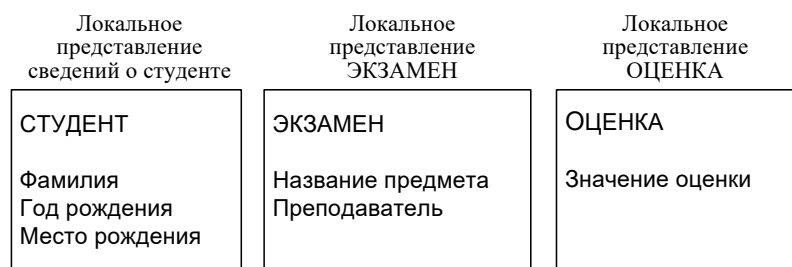 Локальное
представление
сведений о студенте
Локальное
представление
ЭКЗАМЕН
Локальное
представление
ОЦЕНКА
СТУДЕНТ
Фамилия
Год рождения
Место рождения
ЭКЗАМЕН
Название предмета
Преподаватель
ОЦЕНКА
Значение оценки